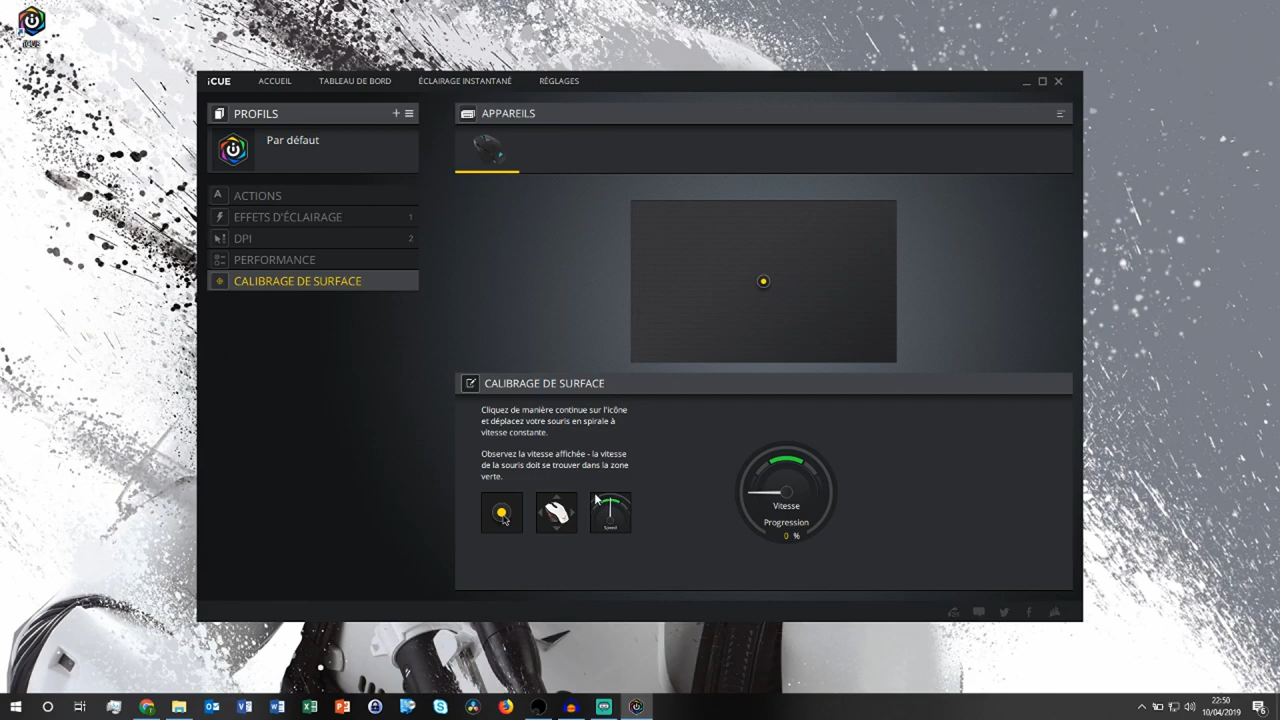 iCUE
iCUE ACCUEIL TABLEAU DE BORD ÉCLAIRAGE INSTANTANÉ RÉGLAGES
PROFILS
Par défaut
ACTIONS
EFFETS D'ÉCLAIRAGE 1
DPI 2
PERFORMANCE
CALIBRAGE DE SURFACE
APPAREILS
CALIBRAGE DE SURFACE
Cliquez de manière continue sur l'icône
et déplacez votre souris en spirale à
vitesse constante.
Observez la vitesse affichée - la vitesse
de la souris doit se trouver dans la zone
verte.
Speed
Vitesse
Progression
0 %
22:50
10/04/2019